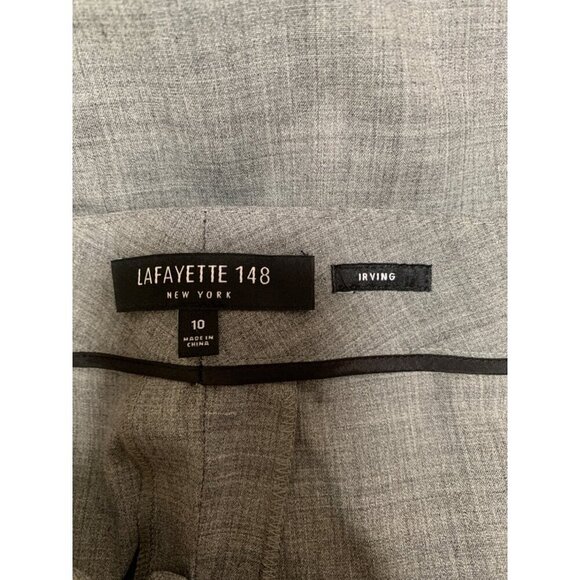 LAFAYETTE 148
NEW YORK
IRVING
10
MADE IN
CHINA